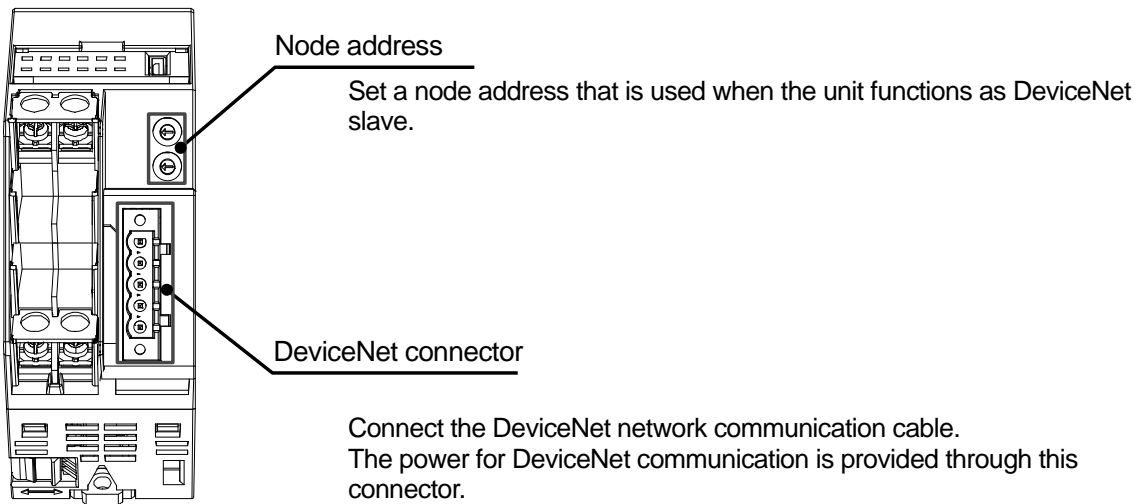 Node address
Set a node address that is used when the unit functions as DeviceNet
slave.
DeviceNet connector
Connect the DeviceNet network communication cable.
The power for DeviceNet communication is provided through this
connector.